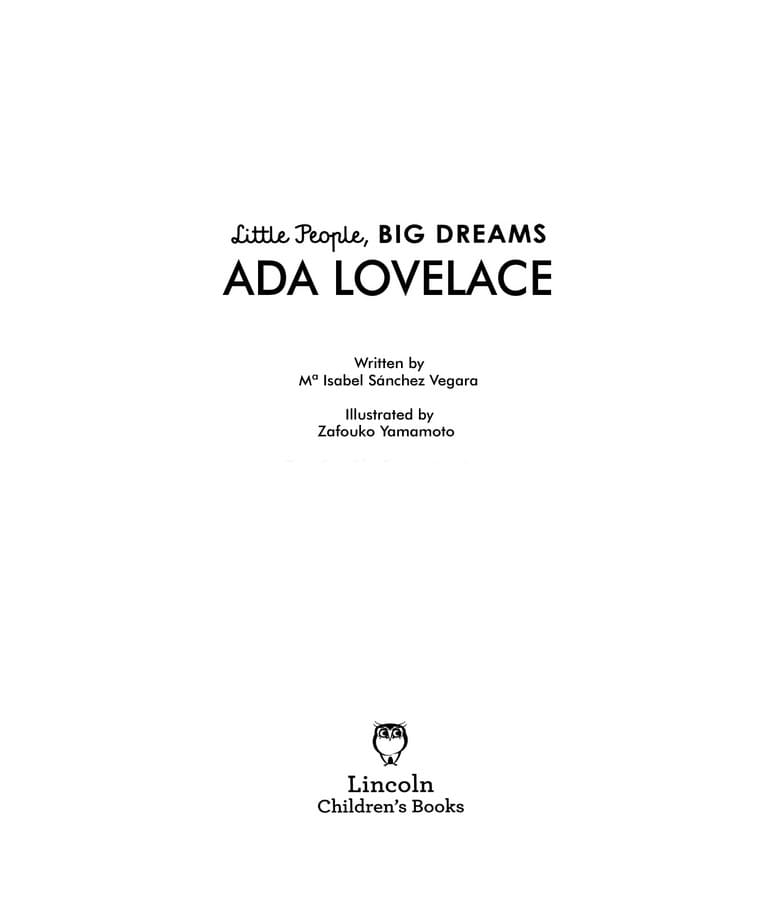 Little People, BIG DREAMS
ADA LOVELACE
Written by
Mª Isabel Sánchez Vegara
Illustrated by
Zafouko Yamamoto
Lincoln
Children's Books